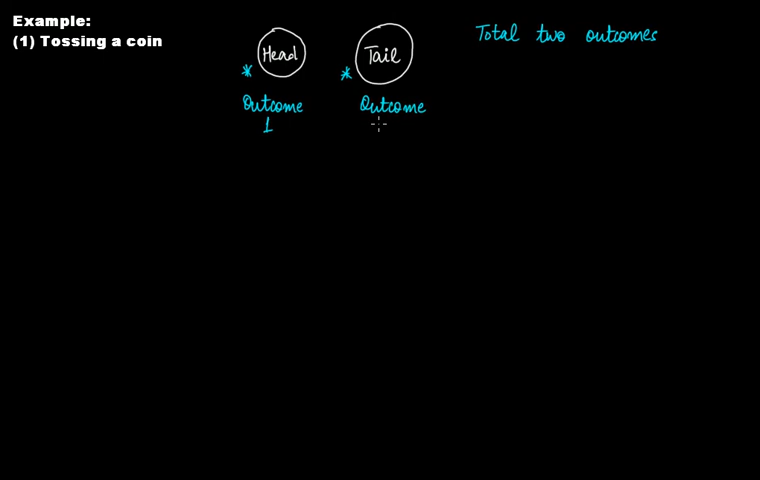 Example:
(1) Tossing a coin
Head
Tail
Total two outcomes
* Outcome
1
* Outcome